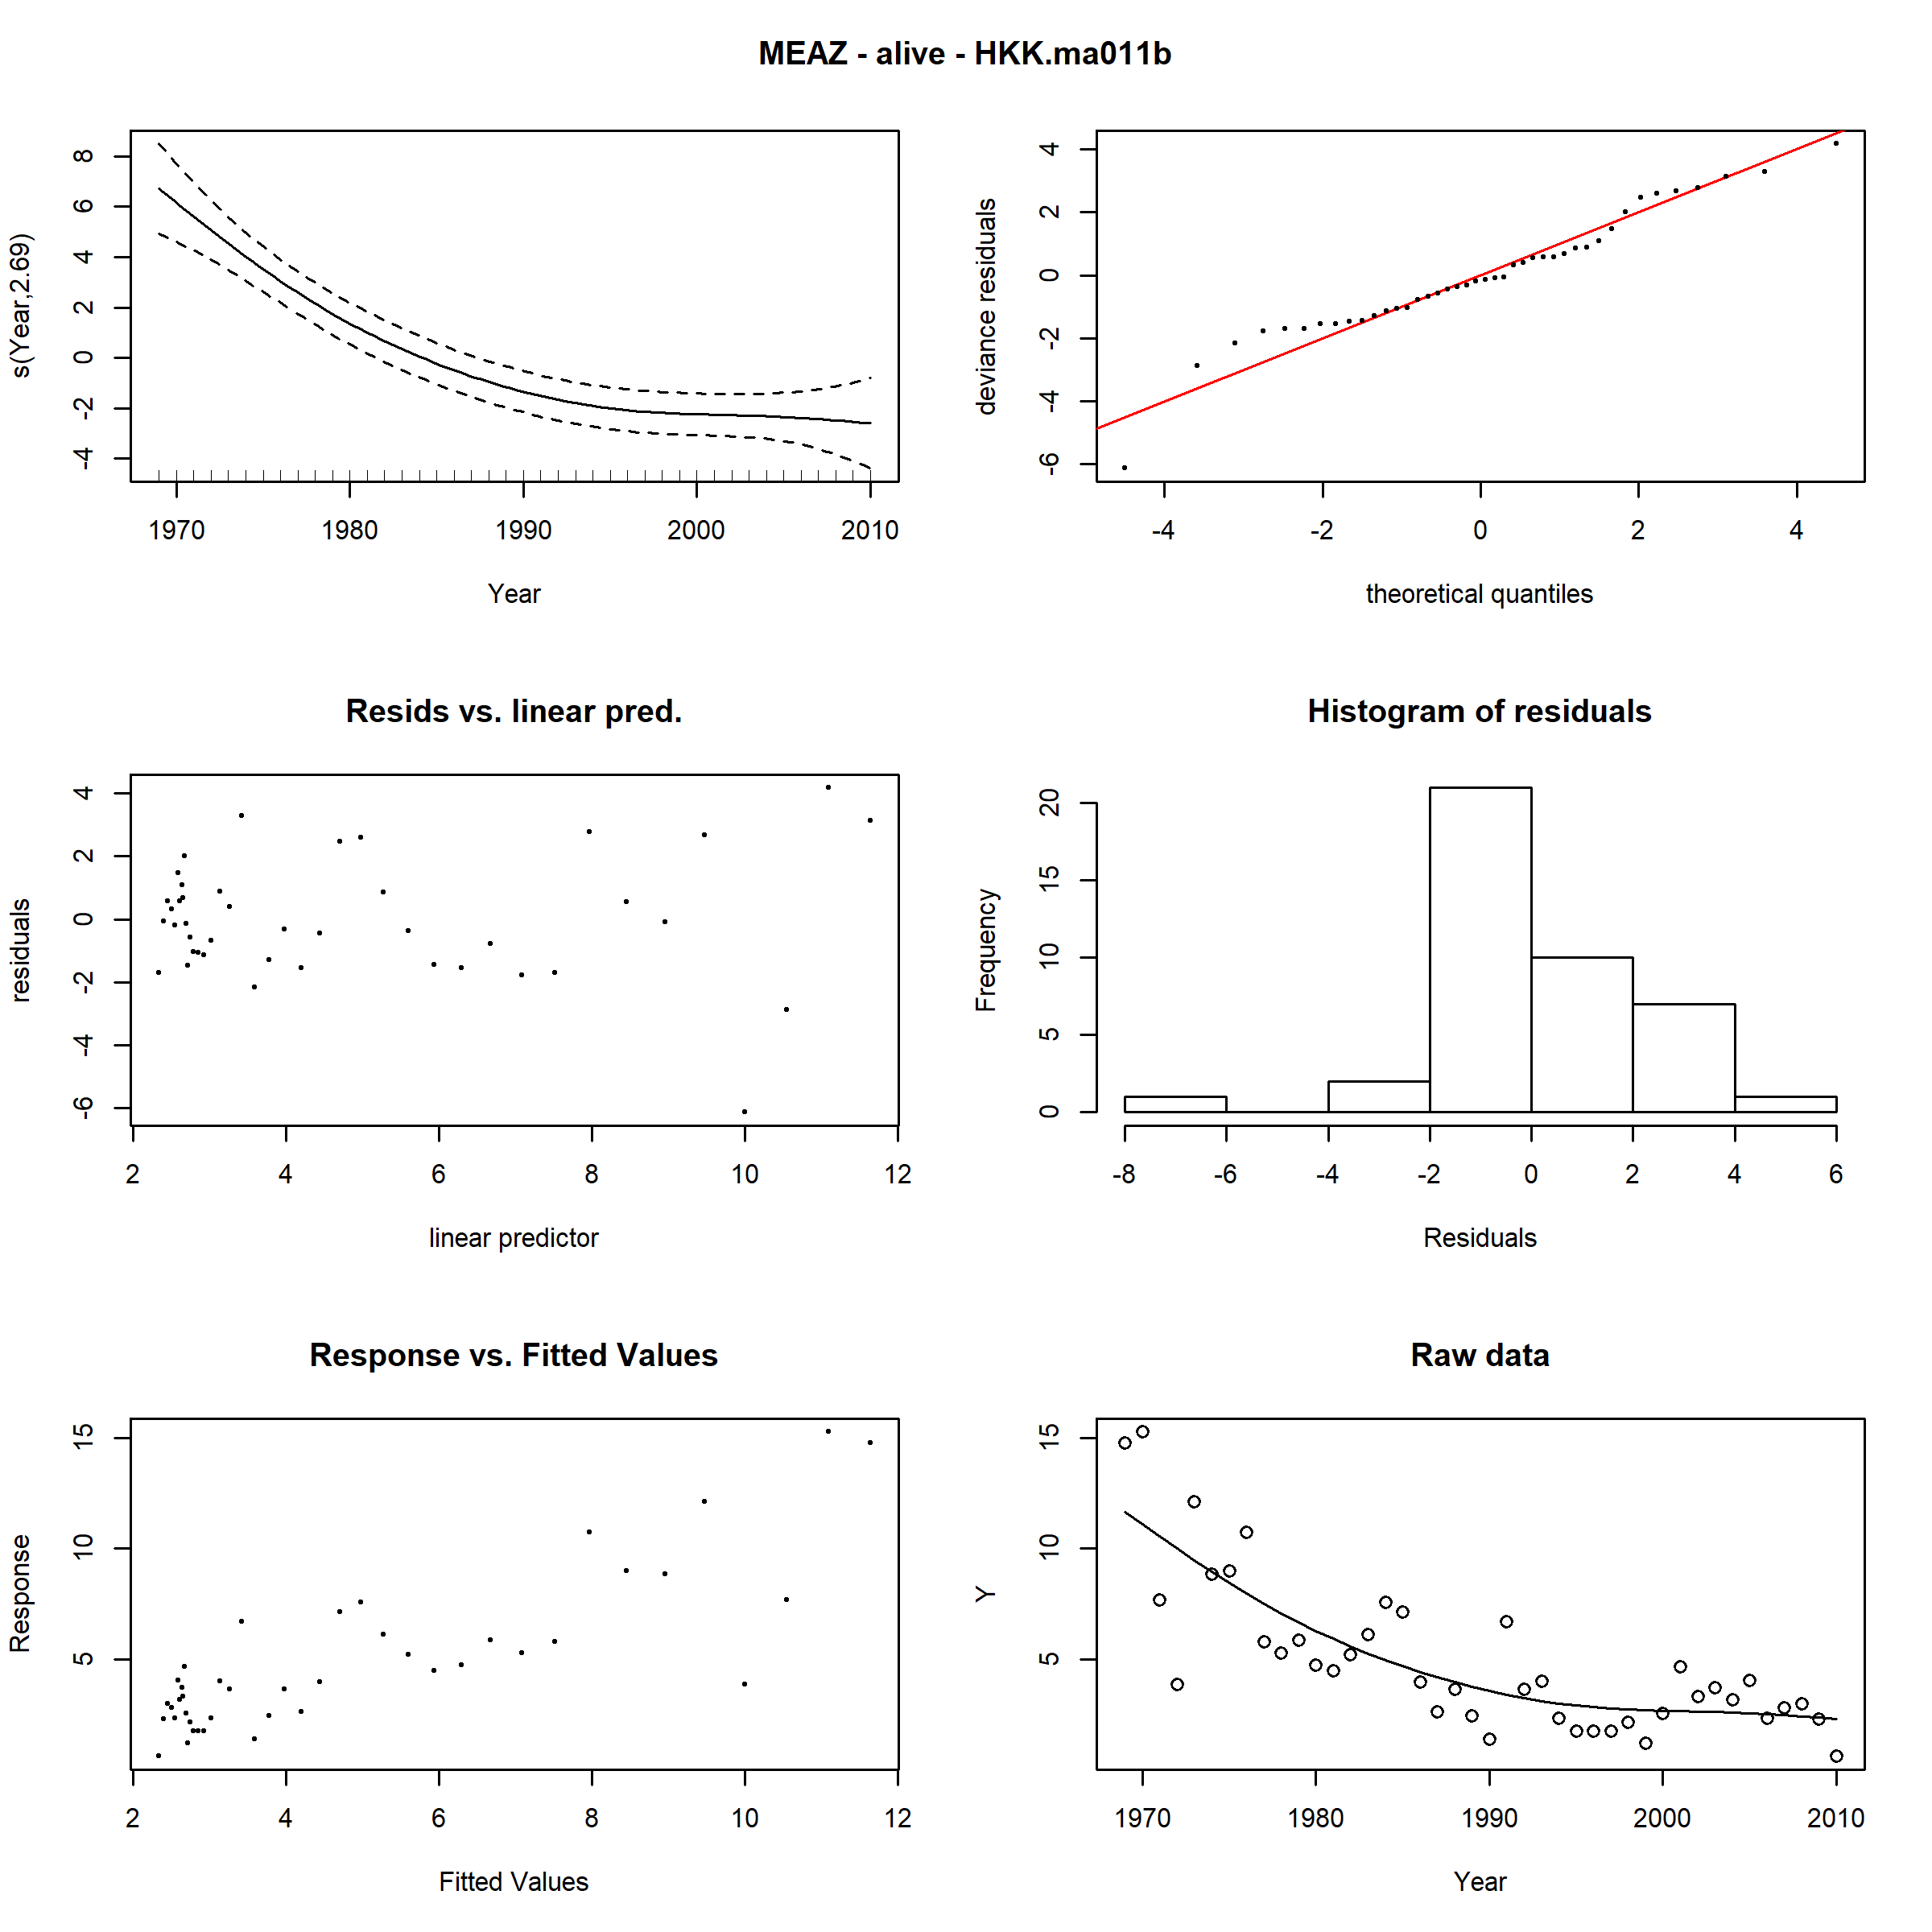 MEAZ - alive - HKK.ma011b
s(Year,2.69)
8
6
4
2
0
-2
-4
1970 1980 1990 2000 2010
Year
deviance residuals
4
2
0
-2
-4
-6
-4 -2 0 2 4
theoretical quantiles
Resids vs. linear pred.
residuals
4
2
0
-2
-4
-6
2 4 6 8 10 12
linear predictor
Histogram of residuals
Frequency
20
15
10
5
0
-8 -6 -4 -2 0 2 4 6
Residuals
Response vs. Fitted Values
Response
15
10
5
2 4 6 8 10 12
Fitted Values
Raw data
Y
15
10
5
1970 1980 1990 2000 2010
Year